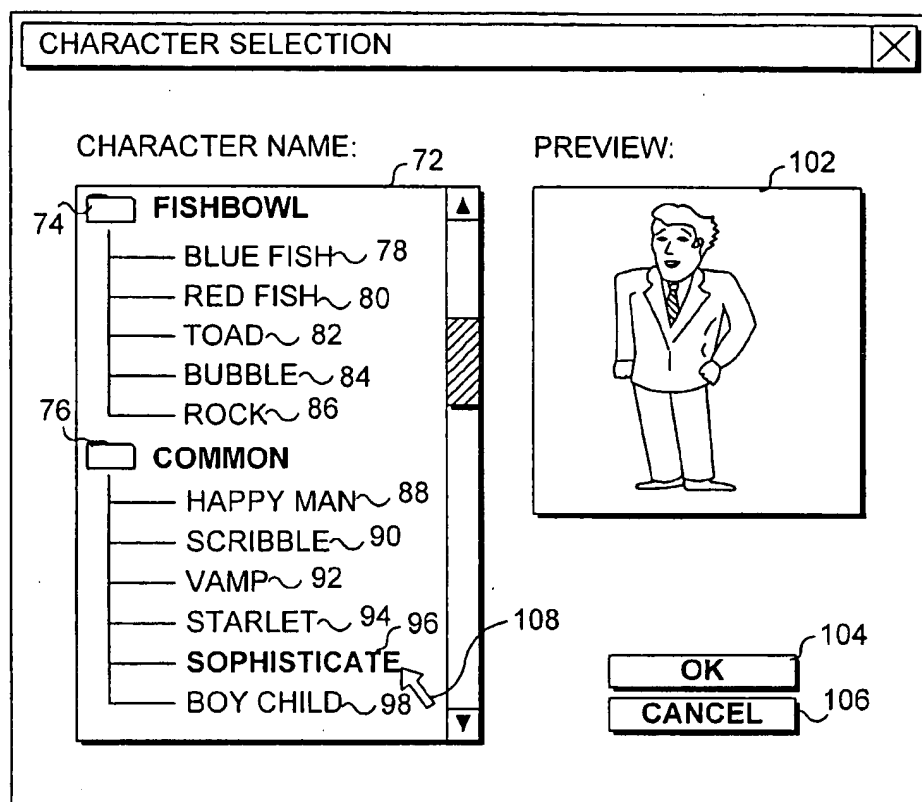 CHARACTER SELECTION
CHARACTER NAME:
72
74
FISHBOWL
BLUE FISH 78
RED FISH 80
TOAD 82
BUBBLE 84
ROCK 86
76
COMMON
HAPPY MAN 88
SCRIBBLE 90
VAMP 92
STARLET 94
SOPHISTICATE 96
BOY CHILD 98
108
PREVIEW:
102
OK 104
CANCEL 106